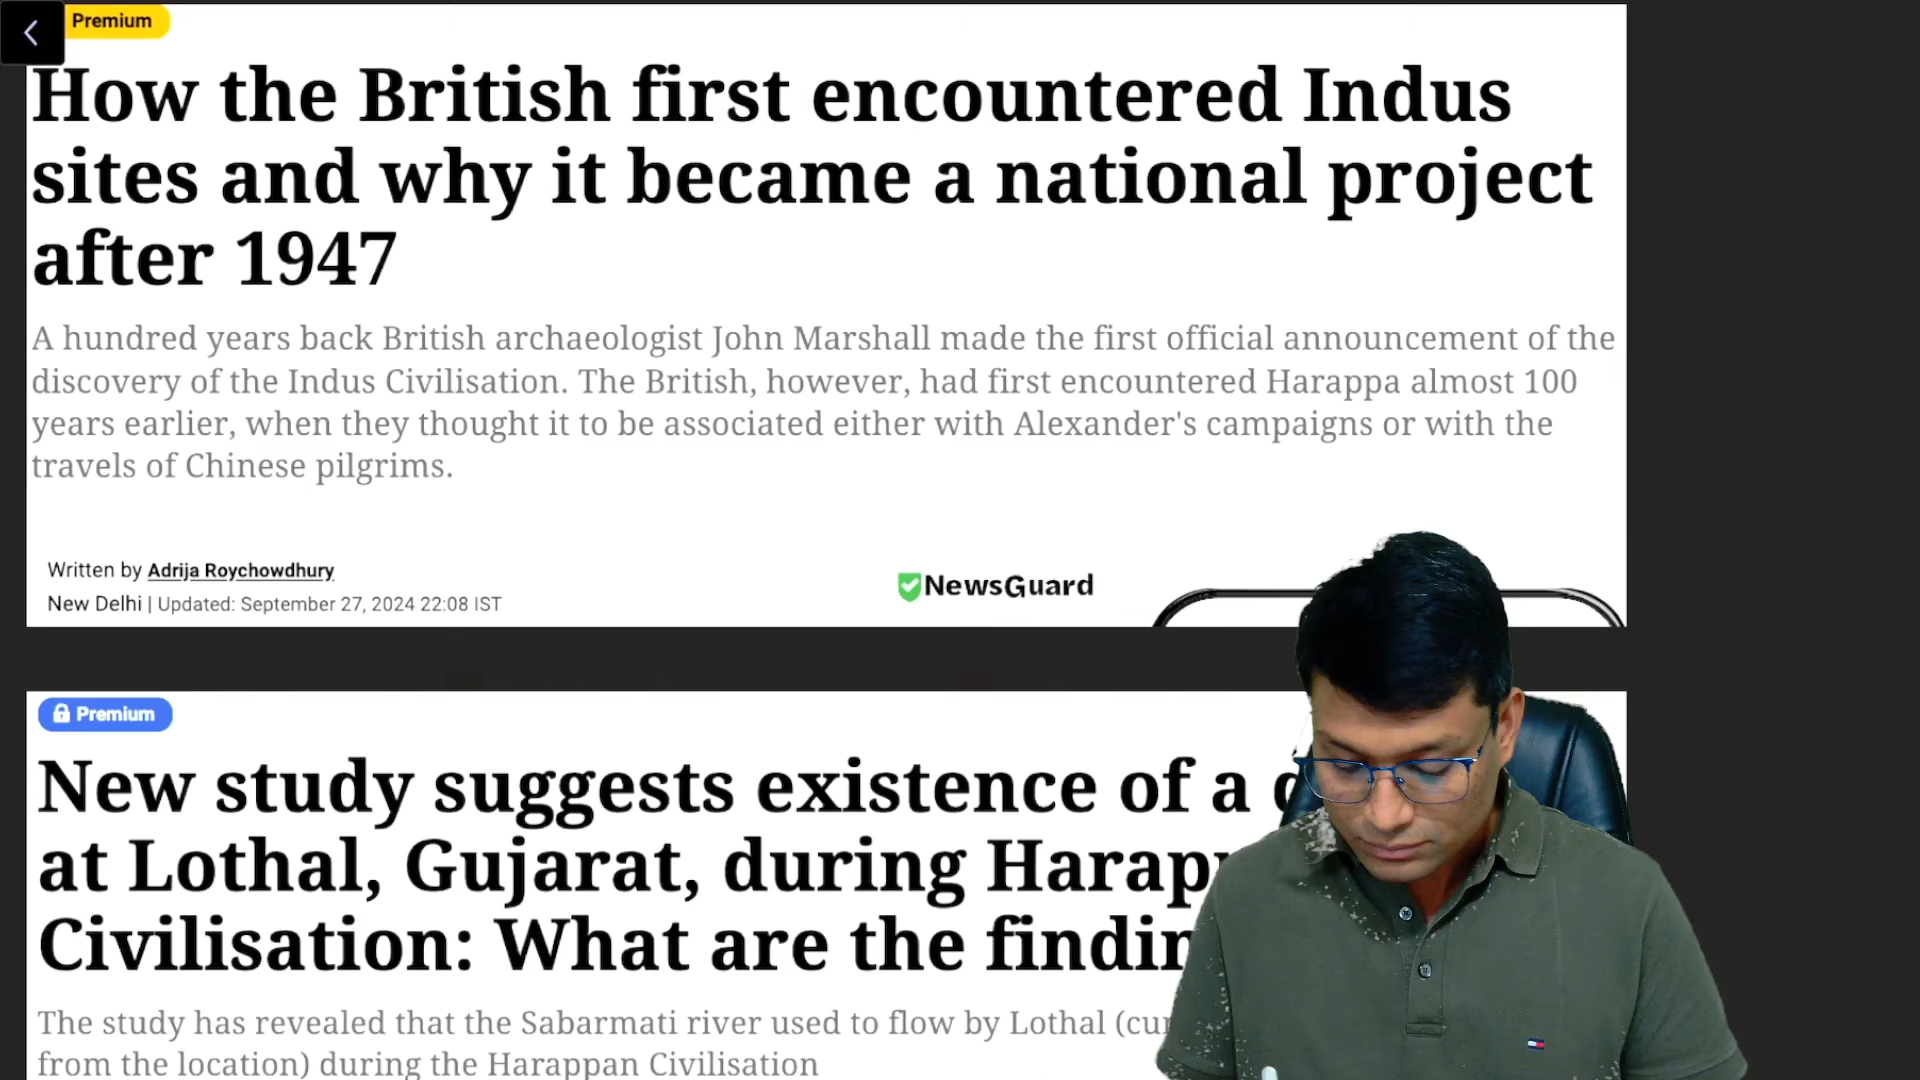 Premium
How the British first encountered Indus
sites and why it became a national project
after 1947
A hundred years back British archaeologist John Marshall made the first official announcement of the
discovery of the Indus Civilisation. The British, however, had first encountered Harappa almost 100
years earlier, when they thought it to be associated either with Alexander's campaigns or with the
travels of Chinese pilgrims.
Written by Adrija Roychowdhury
NewsGuard
New Delhi | Updated: September 27, 2024 22:08 IST
Premium
New study suggests existence of a
at Lothal, Gujarat, during
Civilisation: What are the
The study has revealed that the Sabarmati river used to flow by Lothal
from the location) during the Harappan Civilisation